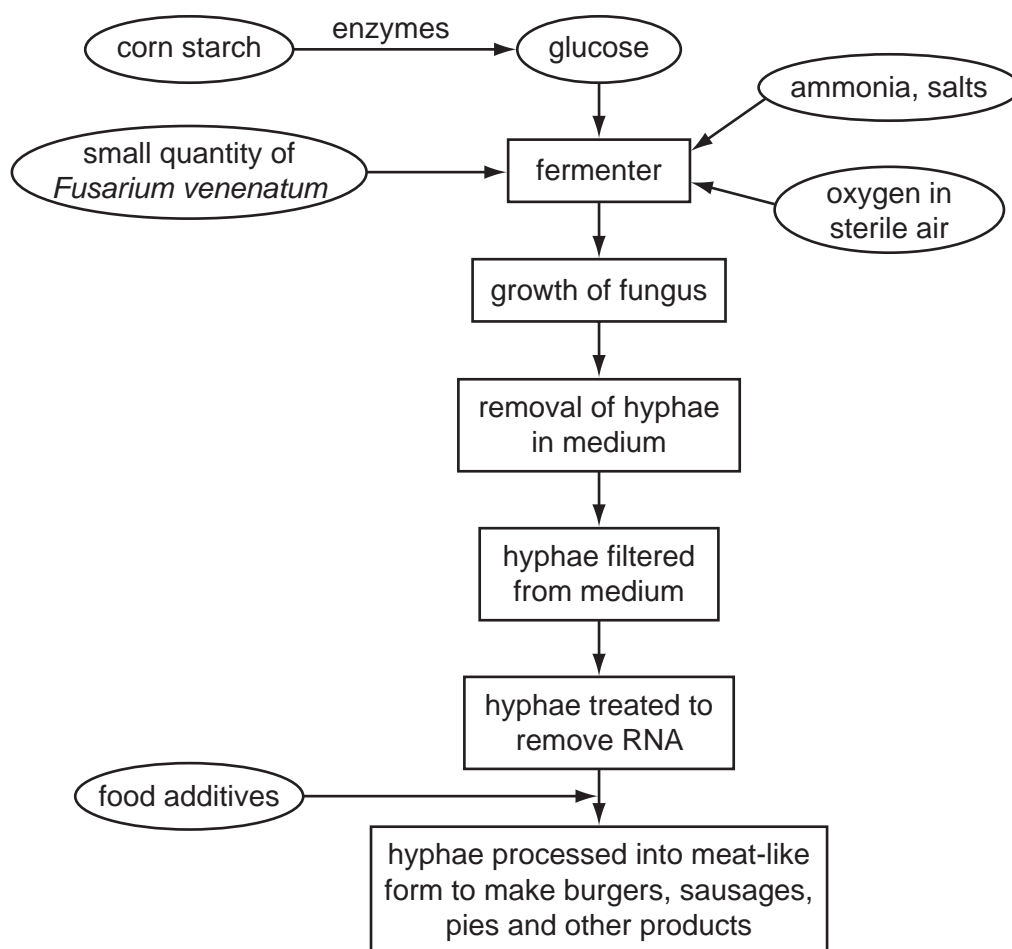 corn starch
enzymes
glucose
ammonia, salts
small quantity of
Fusarium venenatum
fermenter
oxygen in
sterile air
growth of fungus
removal of hyphae
in medium
hyphae filtered
from medium
hyphae treated to
remove RNA
food additives
hyphae processed into meat-like
form to make burgers, sausages,
pies and other products